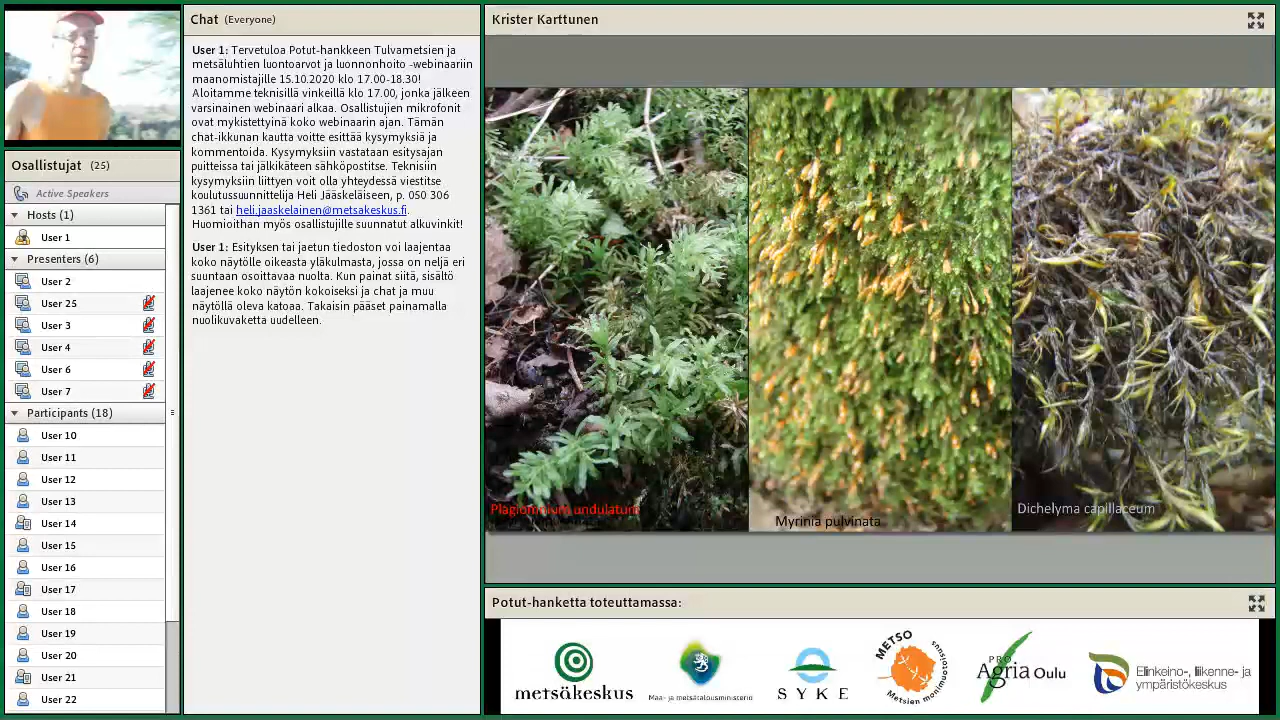 Osallistujat (25)
Active Speakers
Hosts (1)
User 1
Presenters (6)
User 2
User 25
User 3
User 4
User 6
User 7
Participants (18)
User 10
User 11
User 12
User 13
User 14
User 15
User 16
User 17
User 18
User 19
User 20
User 21
User 22
Chat (Everyone)
User 1: Tervetuloa Potut-hankkeen Tulvametsien ja
metsäluhtien luontoarvot ja luonnonhoito -webinaariin
maanomistajille 15.10.2020 klo 17.00-18.30!
Aloitamme teknisillä vinkeillä klo 17.00, jonka jälkeen
varsinainen webinaari alkaa. Osallistujien mikrofonit
ovat mykistettyinä koko webinaarin ajan. Tämän
chat-ikkunan kautta voitte esittää kysymyksiä ja
kommentoida. Kysymyksiin vastataan esitysajan
puitteissa tai jälkikäteen sähköpostitse. Teknisiin
kysymyksiin liittyen voit olla yhteydessä viestitse
koulutussuunnittelija Heli Jääskeläiseen, p. 050 306
1361 tai heli.jaaskelainen@metsakeskus.fi.
Huomioithan myös osallistujille suunnatut alkuvinkit!
User 1: Esityksen tai jaetun tiedoston voi laajentaa
koko näytölle oikeasta yläkulmasta, jossa on neljä eri
suuntaan osoittavaa nuolta. Kun painat siitä, sisältö
laajenee koko näytön kokoiseksi ja chat ja muu
näytöllä oleva katoaa. Takaisin pääset painamalla
nuolikuvaketta uudelleen.
Krister Karttunen
Plagiomnium undulatum
Myrinia pulvinata
Dichelyma capillaceum
Potut-hanketta toteuttamassa:
metsäkeskus
Maa- ja metsätalousministeriö
SYKE
METSO
Metsien monimuotoisuus
PRO
Agria Oulu
Elinkeino-, liikenne- ja
ympäristökeskus